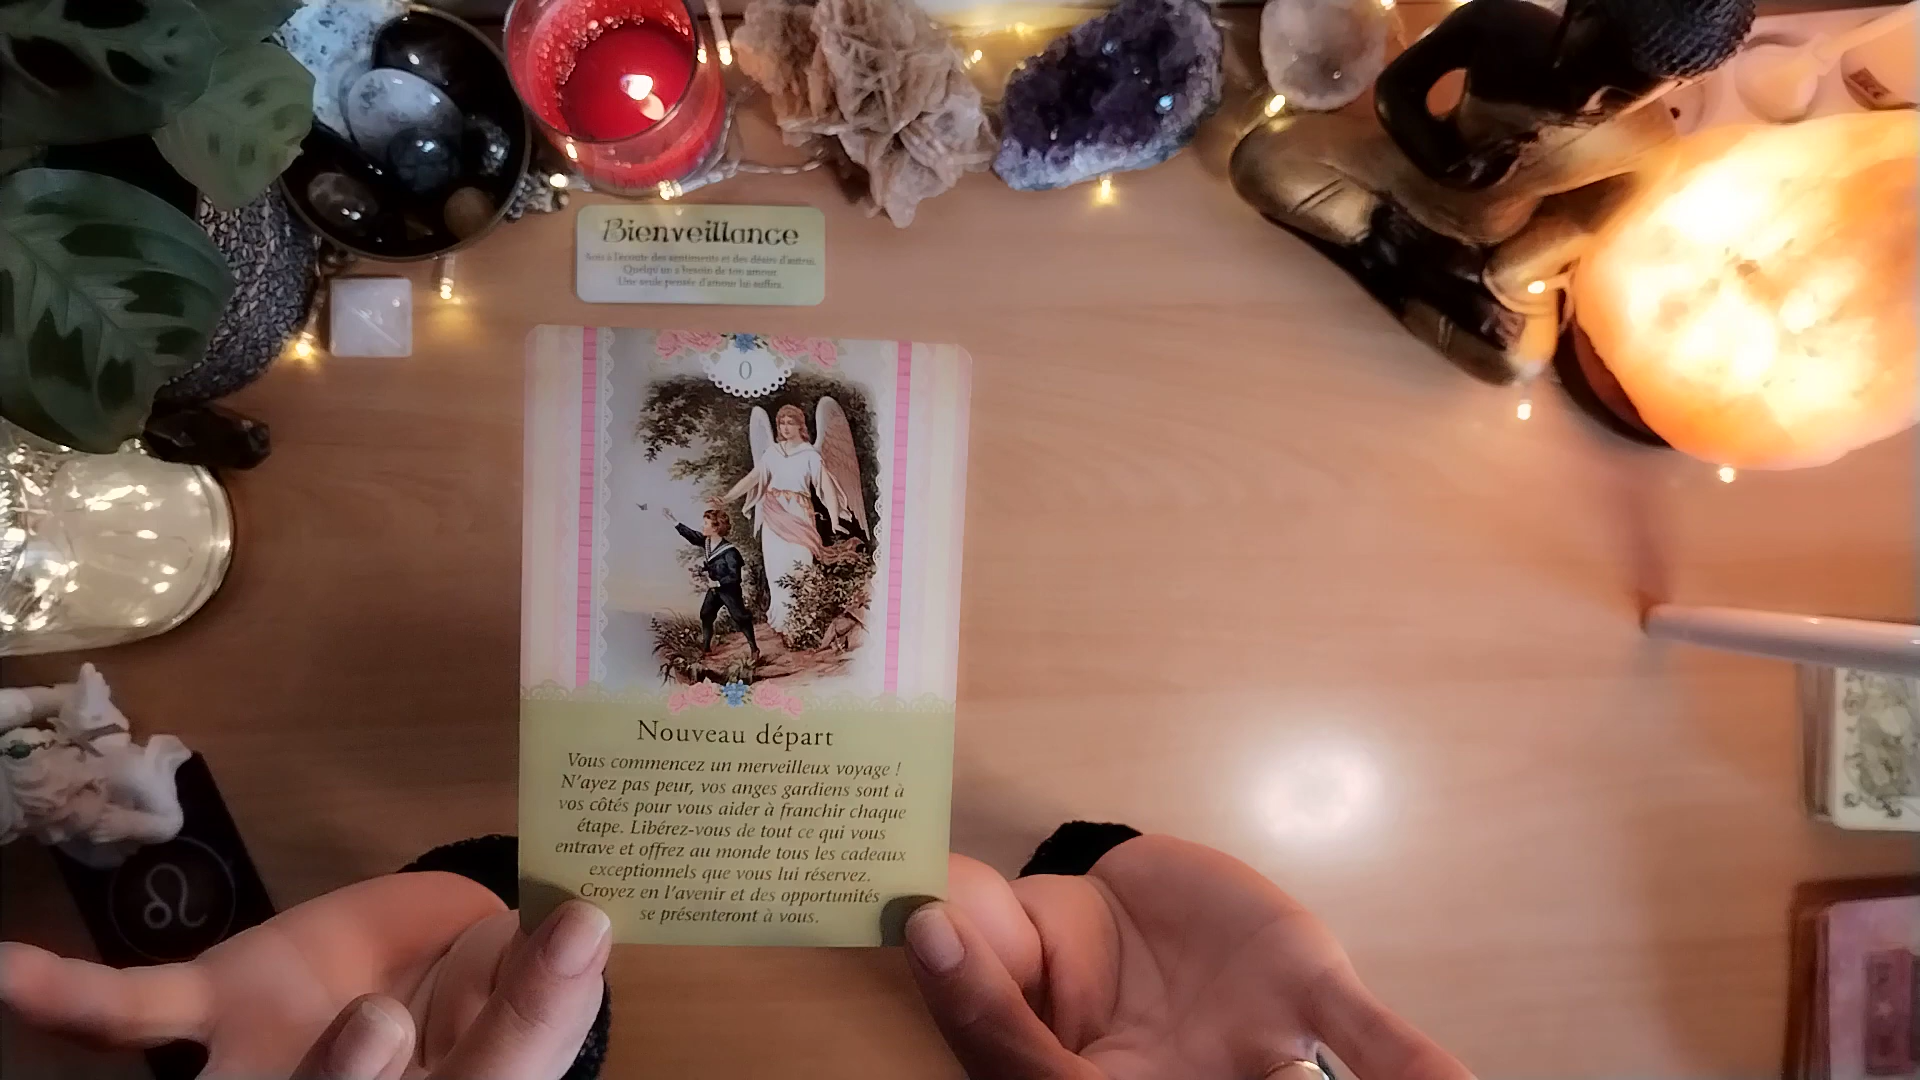 Bienveillance
Sois à l'écoute des sentiments et des désirs d'autrui.
Quelqu'un a besoin de ton amour.
Une seule pensée d'amour lui suffira.
0
Nouveau départ
Vous commencez un merveilleux voyage !
N'ayez pas peur, vos anges gardiens sont à
vos côtés pour vous aider à franchir chaque
étape. Libérez-vous de tout ce qui vous
entrave et offrez au monde tous les cadeaux
exceptionnels que vous lui réservez.
Croyez en l'avenir et des opportunités
se présenteront à vous.